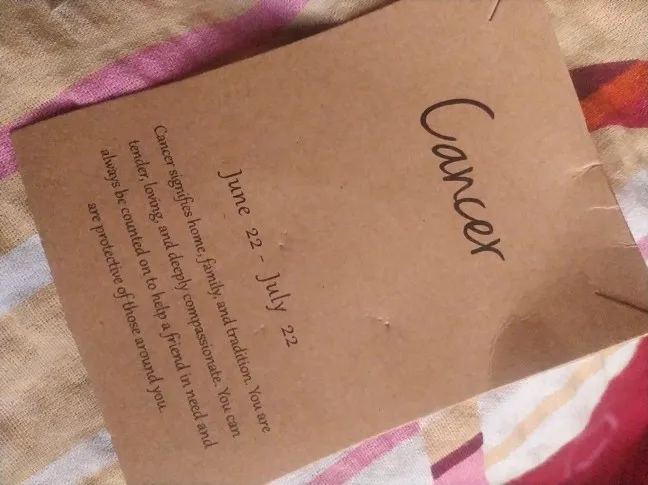 Cancer
June 22 - July 22
Cancer signifies home, family, and tradition. You are
tender, loving, and deeply compassionate. You can
always be counted on to help a friend in need and
are protective of those around you.